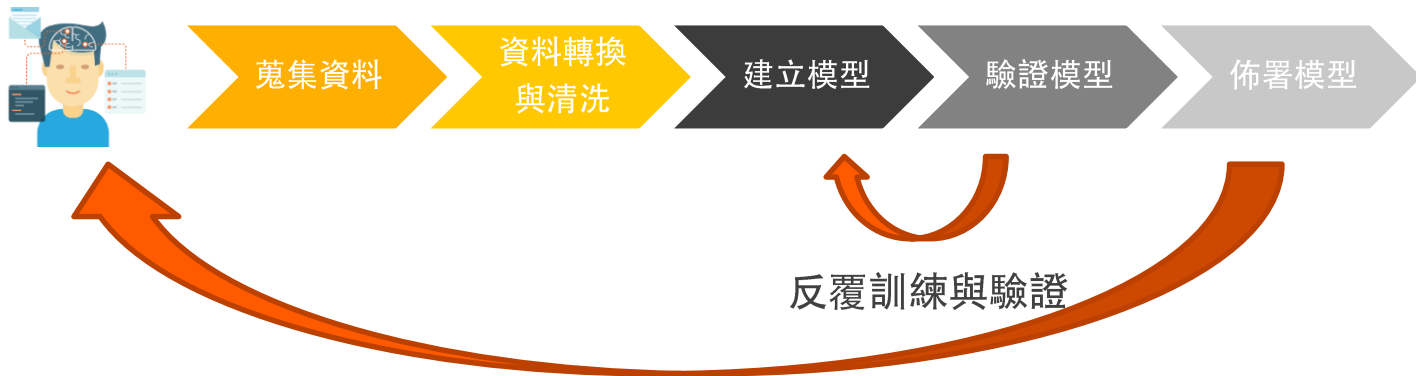 蒐集資料
資料轉換
與清洗
建立模型
驗證模型
佈署模型
反覆訓練與驗證